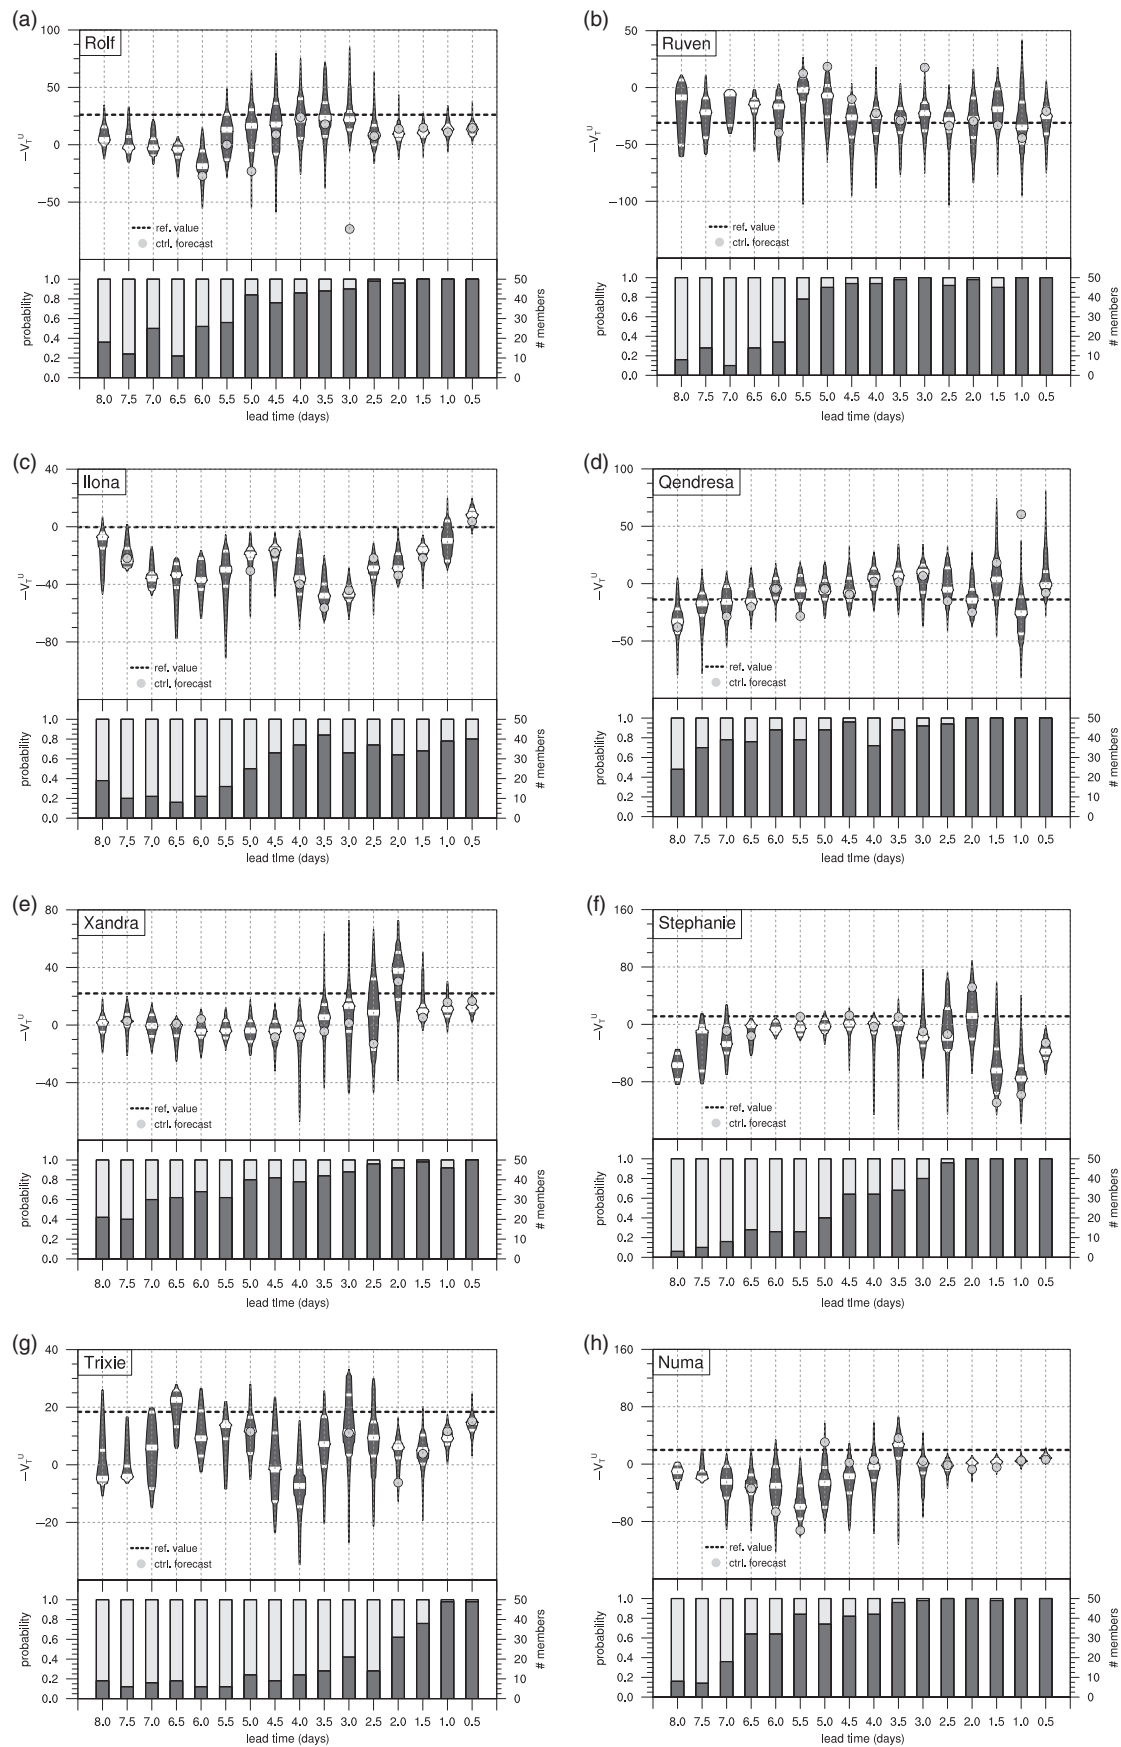 (a)
Rolf
100
50
0
−50
−V_T^U
ref. value
ctrl. forecast
1.0
0.8
0.6
0.4
0.2
0.0
probability
50
40
30
20
10
0
# members
8.0 7.5 7.0 6.5 6.0 5.5 5.0 4.5 4.0 3.5 3.0 2.5 2.0 1.5 1.0 0.5
lead time (days)
(b)
Ruven
50
0
−50
−100
−V_T^U
ref. value
ctrl. forecast
1.0
0.8
0.6
0.4
0.2
0.0
probability
50
40
30
20
10
0
# members
8.0 7.5 7.0 6.5 6.0 5.5 5.0 4.5 4.0 3.5 3.0 2.5 2.0 1.5 1.0 0.5
lead time (days)
(c)
Ilona
40
0
−40
−80
−V_T^U
ref. value
ctrl. forecast
1.0
0.8
0.6
0.4
0.2
0.0
probability
50
40
30
20
10
0
# members
8.0 7.5 7.0 6.5 6.0 5.5 5.0 4.5 4.0 3.5 3.0 2.5 2.0 1.5 1.0 0.5
lead time (days)
(d)
Qendresa
100
50
0
−50
−V_T^U
ref. value
ctrl. forecast
1.0
0.8
0.6
0.4
0.2
0.0
probability
50
40
30
20
10
0
# members
8.0 7.5 7.0 6.5 6.0 5.5 5.0 4.5 4.0 3.5 3.0 2.5 2.0 1.5 1.0 0.5
lead time (days)
(e)
Xandra
80
40
0
−40
−V_T^U
ref. value
ctrl. forecast
1.0
0.8
0.6
0.4
0.2
0.0
probability
50
40
30
20
10
0
# members
8.0 7.5 7.0 6.5 6.0 5.5 5.0 4.5 4.0 3.5 3.0 2.5 2.0 1.5 1.0 0.5
lead time (days)
(f)
Stephanie
160
80
0
−80
−V_T^U
ref. value
ctrl. forecast
1.0
0.8
0.6
0.4
0.2
0.0
probability
50
40
30
20
10
0
# members
8.0 7.5 7.0 6.5 6.0 5.5 5.0 4.5 4.0 3.5 3.0 2.5 2.0 1.5 1.0 0.5
lead time (days)
(g)
Trixie
40
20
0
−20
−V_T^U
ref. value
ctrl. forecast
1.0
0.8
0.6
0.4
0.2
0.0
probability
50
40
30
20
10
0
# members
8.0 7.5 7.0 6.5 6.0 5.5 5.0 4.5 4.0 3.5 3.0 2.5 2.0 1.5 1.0 0.5
lead time (days)
(h)
Numa
160
80
0
−80
−V_T^U
ref. value
ctrl. forecast
1.0
0.8
0.6
0.4
0.2
0.0
probability
50
40
30
20
10
0
# members
8.0 7.5 7.0 6.5 6.0 5.5 5.0 4.5 4.0 3.5 3.0 2.5 2.0 1.5 1.0 0.5
lead time (days)